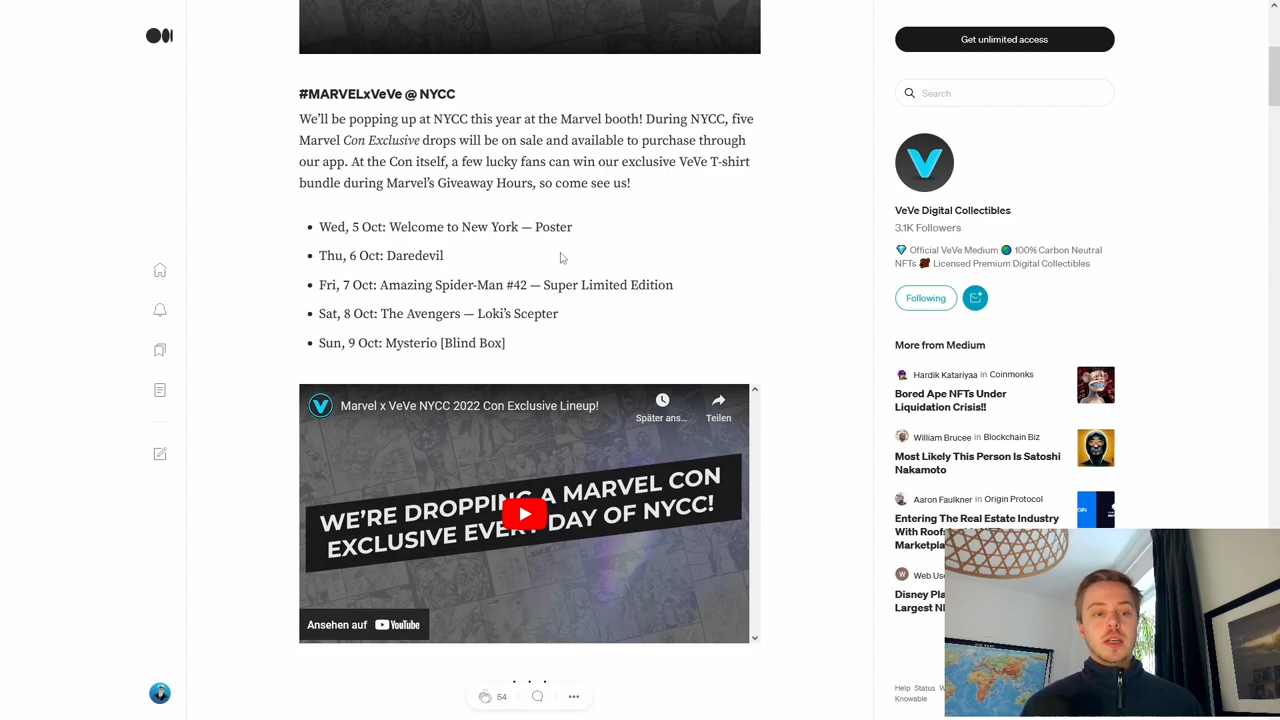 #MARVELxVeVe @ NYCC
We'll be popping up at NYCC this year at the Marvel booth! During NYCC, five
Marvel Con Exclusive drops will be on sale and available to purchase through
our app. At the Con itself, a few lucky fans can win our exclusive VeVe T-shirt
bundle during Marvel's Giveaway Hours, so come see us!
• Wed, 5 Oct: Welcome to New York — Poster
• Thu, 6 Oct: Daredevil
• Fri, 7 Oct: Amazing Spider-Man #42 — Super Limited Edition
• Sat, 8 Oct: The Avengers — Loki's Scepter
• Sun, 9 Oct: Mysterio [Blind Box]
Marvel x VeVe NYCC 2022 Con Exclusive Lineup!
Später ans...
Teilen
WE'RE DROPPING A MARVEL CON
EXCLUSIVE EVERY DAY OF NYCC!
Ansehen auf YouTube
54
Get unlimited access
Search
VeVe Digital Collectibles
3.1K Followers
Official VeVe Medium 100% Carbon Neutral
NFTs Licensed Premium Digital Collectibles
Following
More from Medium
Hardik Katariyaa in Coinmonks
Bored Ape NFTs Under
Liquidation Crisis!!
William Brucee in Blockchain Biz
Most Likely This Person Is Satoshi
Nakamoto
Aaron Faulkner in Origin Protocol
Entering The Real Estate Industry
With
Marketpla
W Web Us
Disney Pla
Largest N
Help Status
Knowable